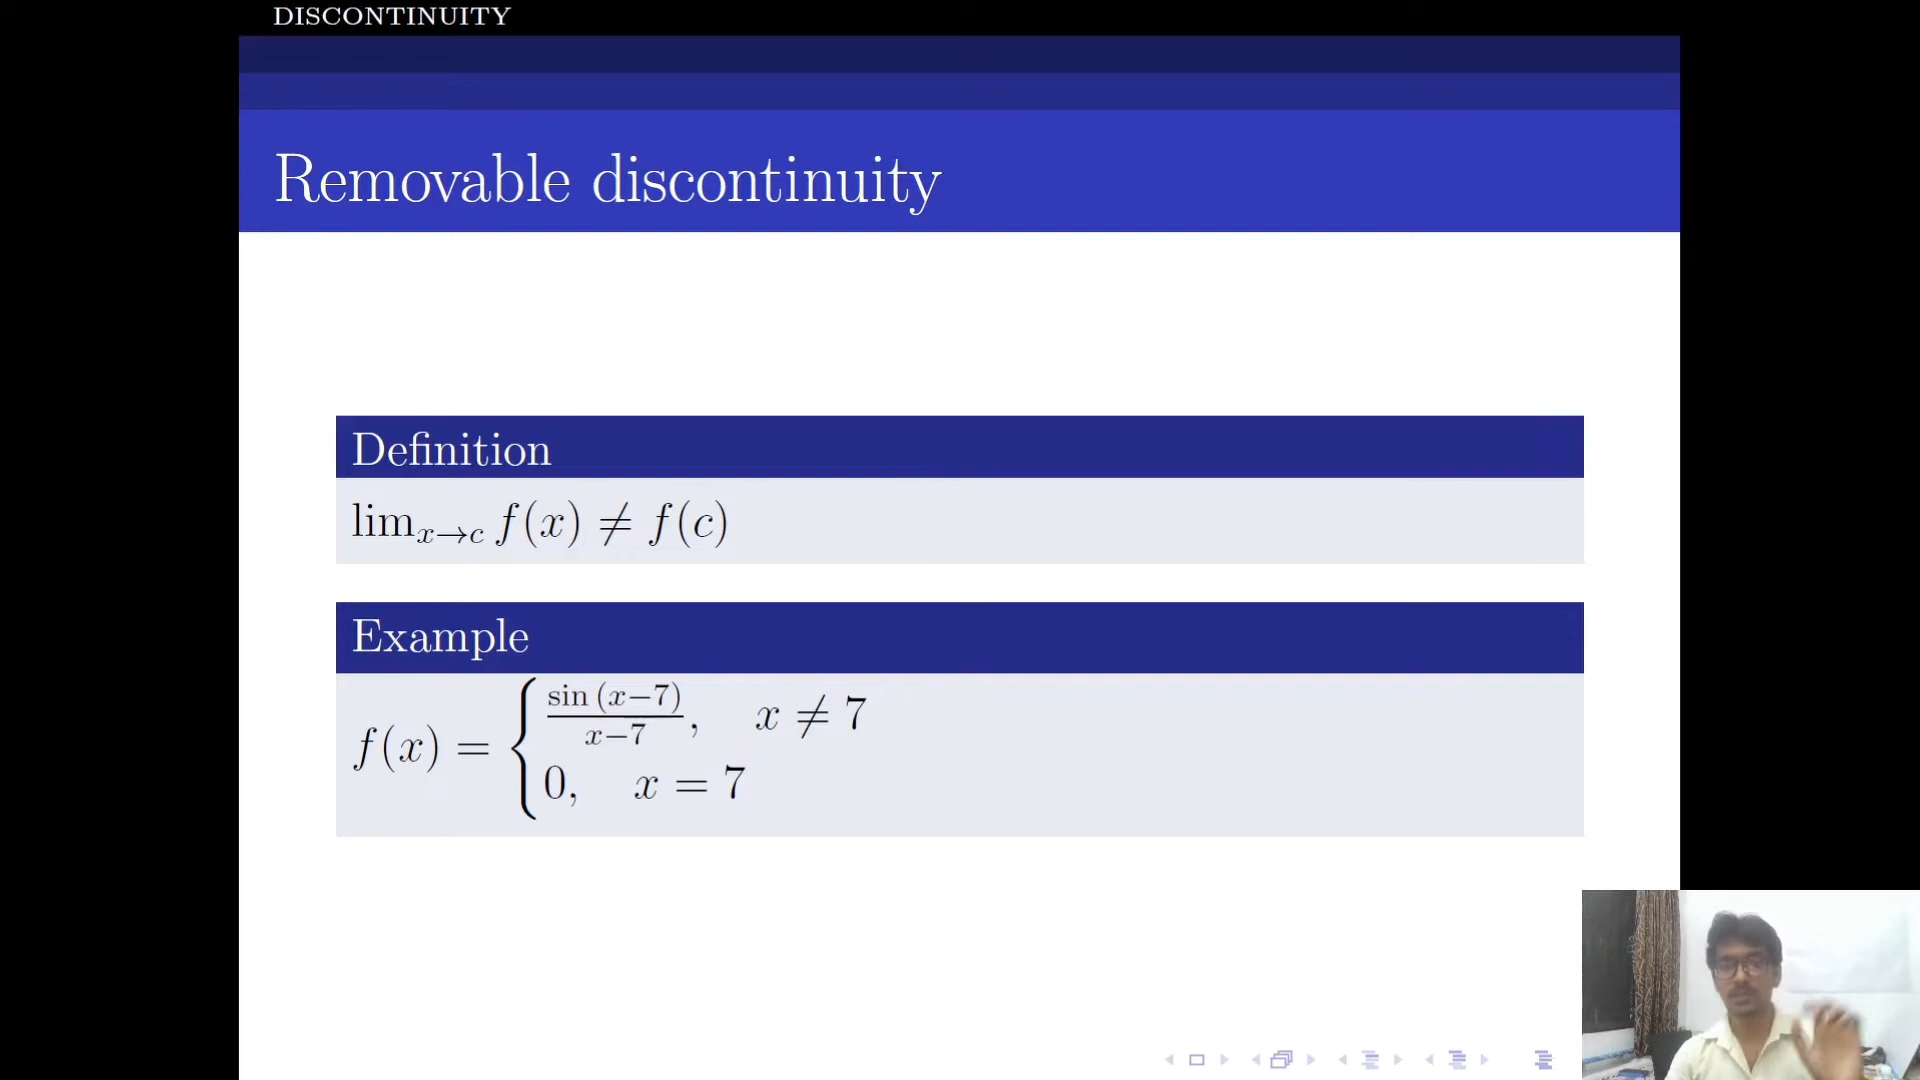 DISCONTINUITY
Removable discontinuity
Definition
lim_{x→c} f(x) ≠ f(c)
Example
f(x) = { sin (x−7) / x−7, x ≠ 7
0, x = 7